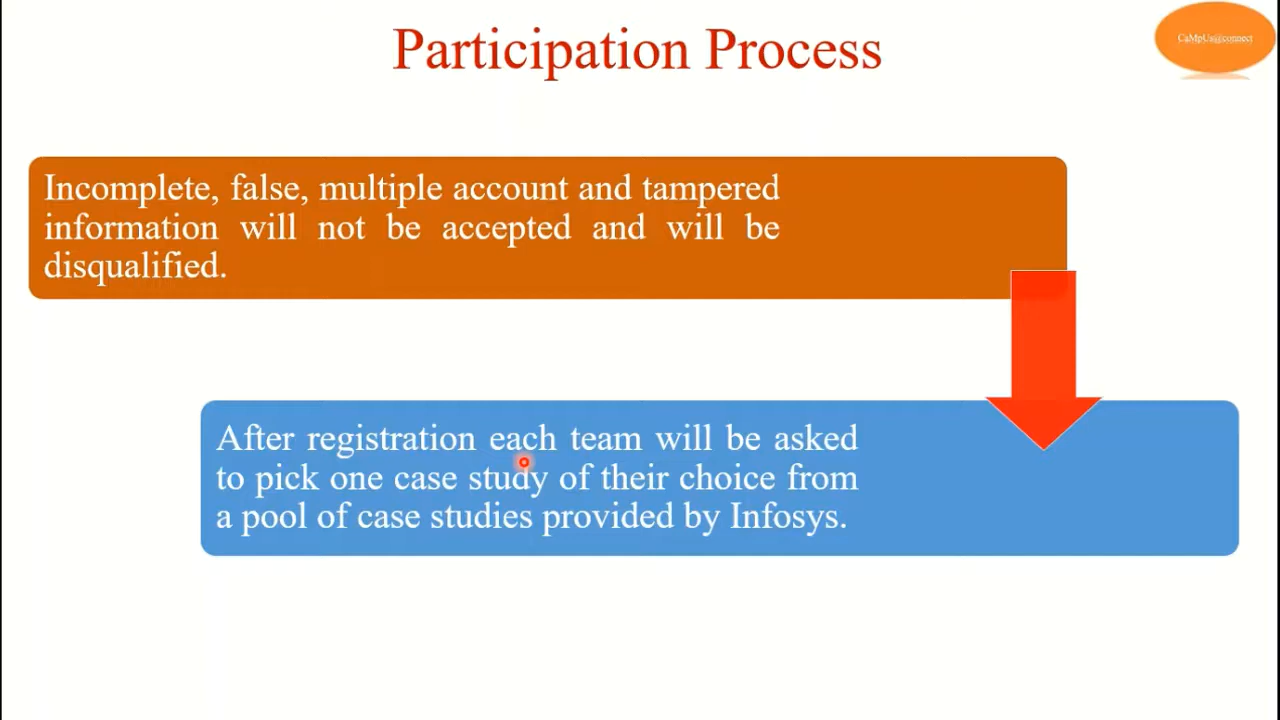 Participation Process
CaMpUs@connect
Incomplete, false, multiple account and tampered
information will not be accepted and will be
disqualified.
After registration each team will be asked
to pick one case study of their choice from
a pool of case studies provided by Infosys.